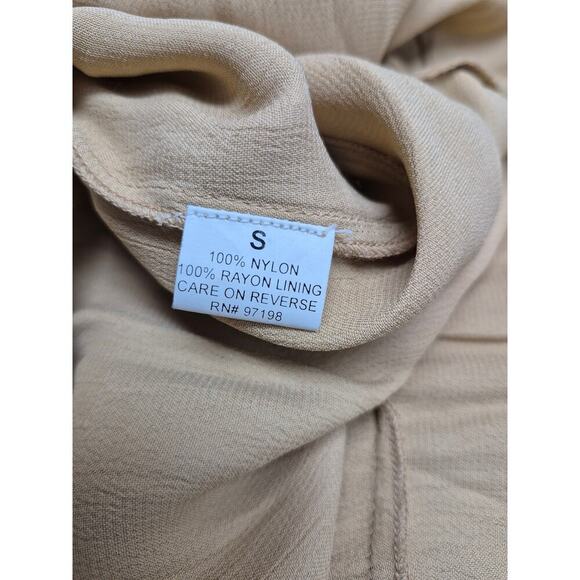 S
100% NYLON
100% RAYON LINING
CARE ON REVERSE
RN# 97198